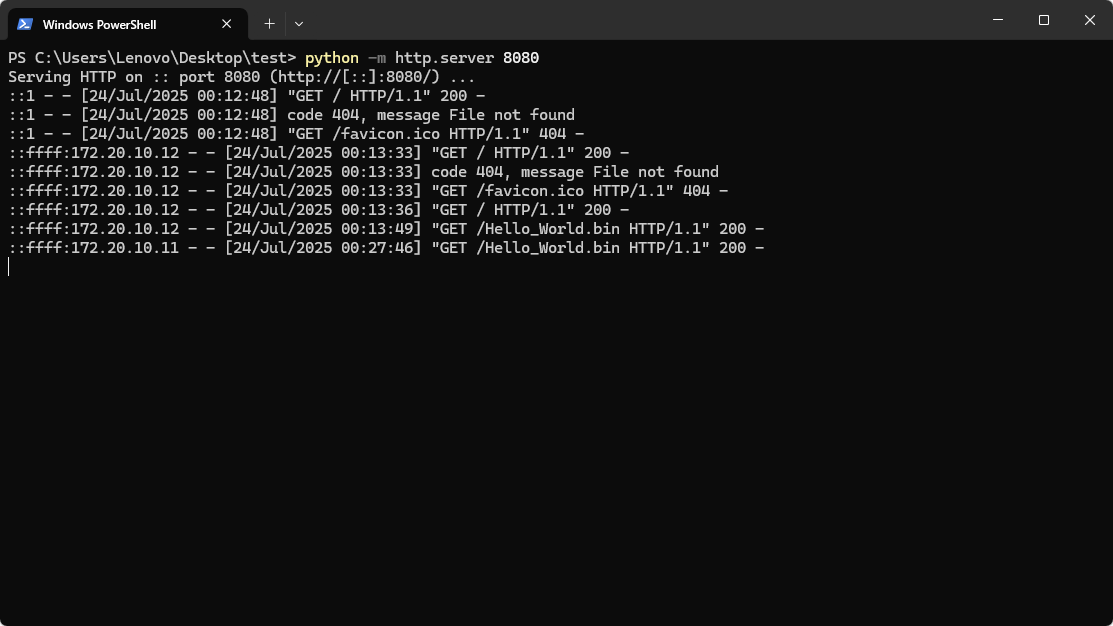 Windows PowerShell
PS C:\Users\Lenovo\Desktop\test> python -m http.server 8080
Serving HTTP on :: port 8080 (http://[::]:8080/) ...
::1 - - [24/Jul/2025 00:12:48] "GET / HTTP/1.1" 200 -
::1 - - [24/Jul/2025 00:12:48] code 404, message File not found
::1 - - [24/Jul/2025 00:12:48] "GET /favicon.ico HTTP/1.1" 404 -
::ffff:172.20.10.12 - - [24/Jul/2025 00:13:33] "GET / HTTP/1.1" 200 -
::ffff:172.20.10.12 - - [24/Jul/2025 00:13:33] code 404, message File not found
::ffff:172.20.10.12 - - [24/Jul/2025 00:13:33] "GET /favicon.ico HTTP/1.1" 404 -
::ffff:172.20.10.12 - - [24/Jul/2025 00:13:36] "GET / HTTP/1.1" 200 -
::ffff:172.20.10.12 - - [24/Jul/2025 00:13:49] "GET /Hello_World.bin HTTP/1.1" 200 -
::ffff:172.20.10.11 - - [24/Jul/2025 00:27:46] "GET /Hello_World.bin HTTP/1.1" 200 -